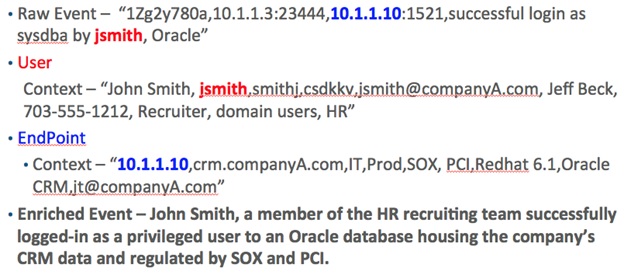 • Raw Event – “1Zg2y780a,10.1.1.3:23444,10.1.1.10:1521,successful login as
sysdba by jsmith, Oracle”
• User
Context – “John Smith, jsmith,smithj,csdkkv,jsmith@companyA.com, Jeff Beck,
703-555-1212, Recruiter, domain users, HR”
• EndPoint
• Context – “10.1.1.10,crm.companyA.com,IT,Prod,SOX, PCI,Redhat 6.1,Oracle
CRM,jt@companyA.com”
• Enriched Event – John Smith, a member of the HR recruiting team successfully
logged-in as a privileged user to an Oracle database housing the company’s
CRM data and regulated by SOX and PCI.